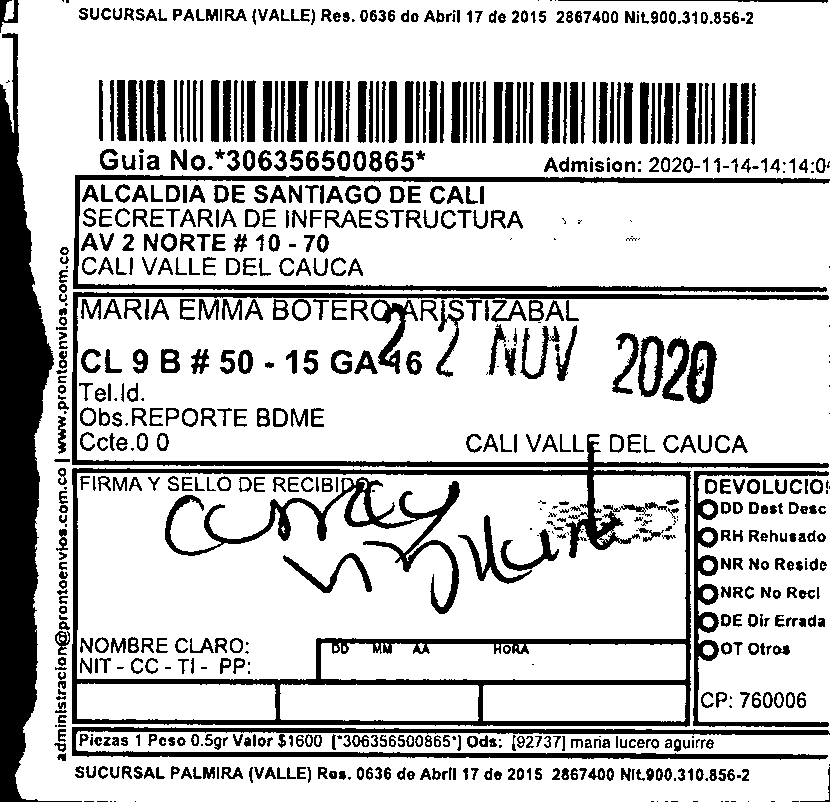 SUCURSAL PALMIRA (VALLE) Res. 0636 do Abril 17 de 2015 2867400 Nit.900.310.856-2
Guia No.*306356500865*
Admision: 2020-11-14-14:14:0
ALCALDIA DE SANTIAGO DE CALI
SECRETARIA DE INFRAESTRUCTURA
AV 2 NORTE # 10 - 70
CALI VALLE DEL CAUCA
MARIA EMMA BOTERO ARISTIZABAL
22 NOV 2020
CL 9 B # 50 - 15 GA 46
Tel.Id.
Obs.REPORTE BDME
Ccte.0 0
CALI VALLE DEL CAUCA
www.prontoenvios.com.co
administracion@prontoenvios.com.co
FIRMA Y SELLO DE RECIBIDO:
NOMBRE CLARO:
NIT - CC - TI - PP:
DD MM AA HORA
DEVOLUCIO
DD Dest Desc
RH Rehusado
NR No Reside
NRC No Recl
DE Dir Errada
OT Otros
CP: 760006
Piezas 1 Peso 0.5gr Valor $1600 [*306356500865*] Ods: [92737] maria lucero aguirre
SUCURSAL PALMIRA (VALLE) Res. 0636 de Abril 17 de 2015 2867400 Nit.900.310.856-2